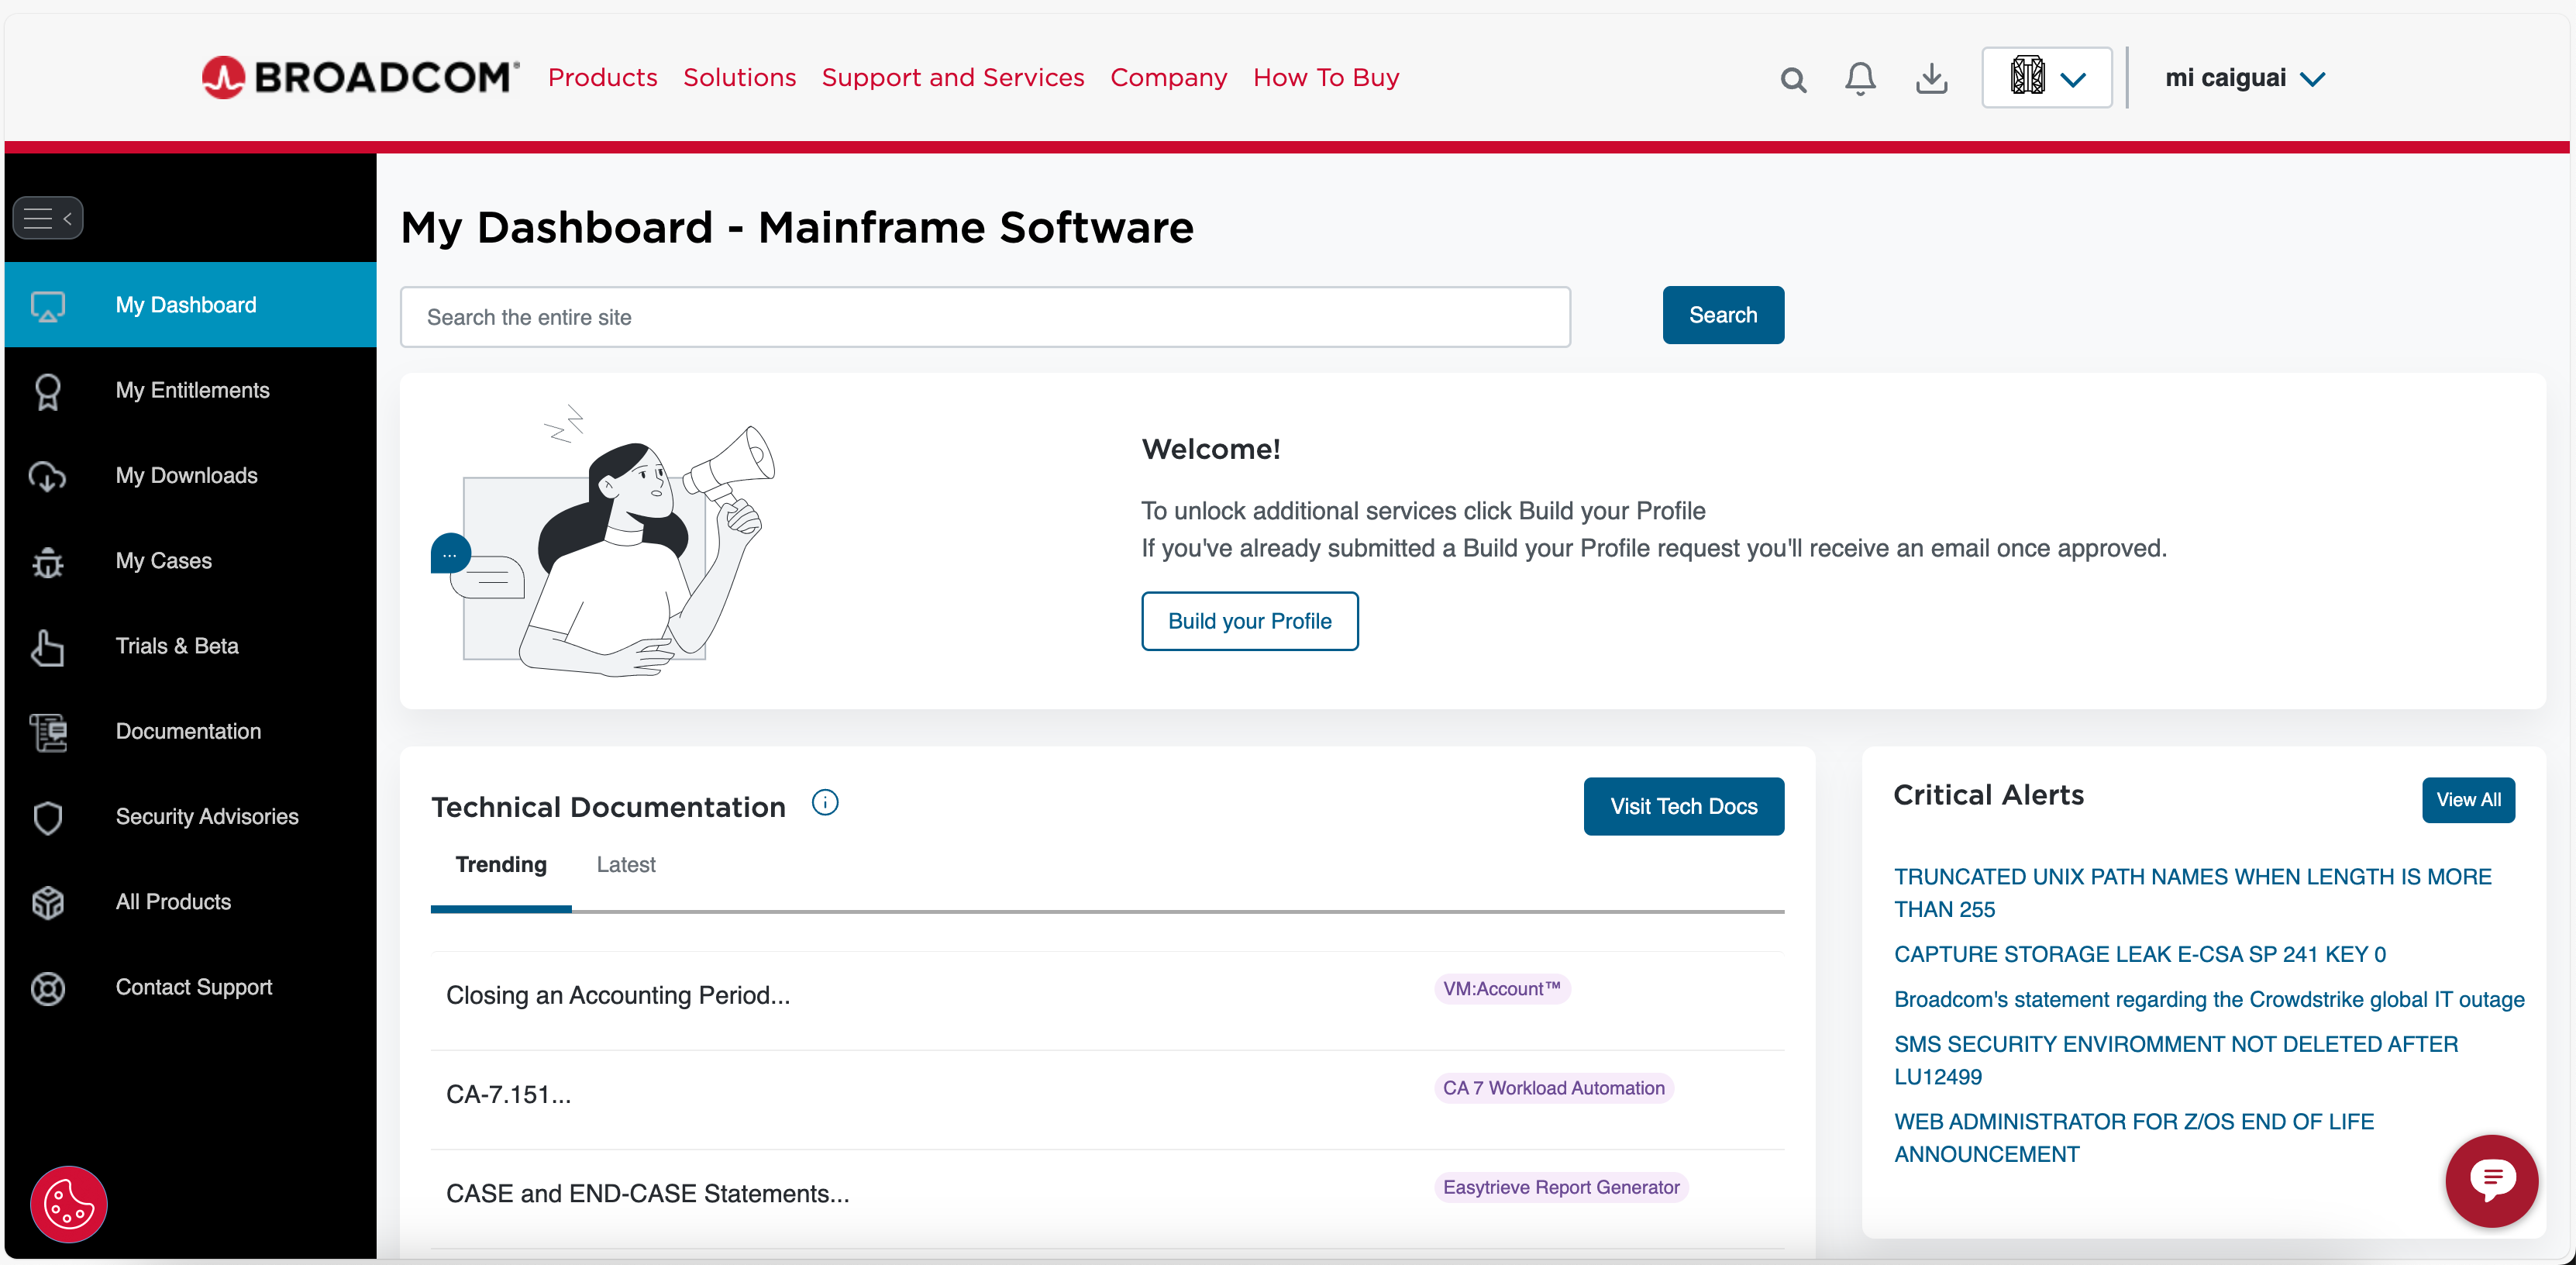 BROADCOM®
Products Solutions Support and Services Company How To Buy
mi caiguai
My Dashboard
My Entitlements
My Downloads
My Cases
Trials & Beta
Documentation
Security Advisories
All Products
Contact Support
My Dashboard - Mainframe Software
Search the entire site
Search
...
Welcome!
To unlock additional services click Build your Profile
If you've already submitted a Build your Profile request you'll receive an email once approved.
Build your Profile
Technical Documentation
Visit Tech Docs
Trending Latest
Closing an Accounting Period... VM:Account™
CA-7.151... CA 7 Workload Automation
CASE and END-CASE Statements... Easytrieve Report Generator
Critical Alerts
View All
TRUNCATED UNIX PATH NAMES WHEN LENGTH IS MORE
THAN 255
CAPTURE STORAGE LEAK E-CSA SP 241 KEY 0
Broadcom's statement regarding the Crowdstrike global IT outage
SMS SECURITY ENVIROMMENT NOT DELETED AFTER
LU12499
WEB ADMINISTRATOR FOR Z/OS END OF LIFE
ANNOUNCEMENT